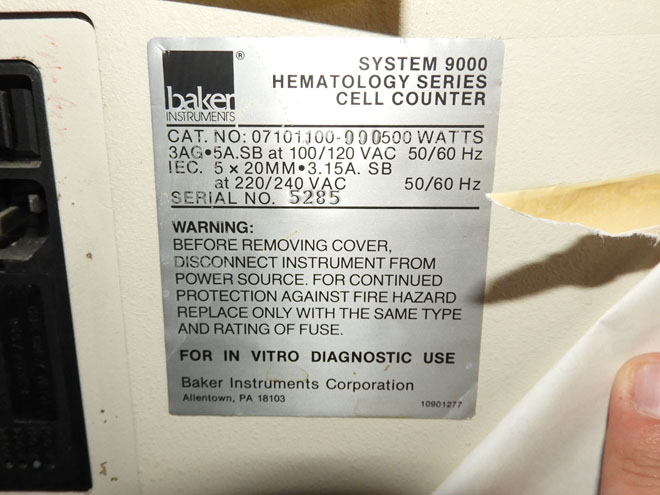 baker®
INSTRUMENTS
SYSTEM 9000
HEMATOLOGY SERIES
CELL COUNTER
CAT. NO: 07101100-000500 WATTS
3AG•5A.SB at 100/120 VAC 50/60 Hz
IEC. 5 x 20MM•3.15A. SB
at 220/240 VAC 50/60 Hz
SERIAL NO. 5285
WARNING:
BEFORE REMOVING COVER,
DISCONNECT INSTRUMENT FROM
POWER SOURCE. FOR CONTINUED
PROTECTION AGAINST FIRE HAZARD
REPLACE ONLY WITH THE SAME TYPE
AND RATING OF FUSE.
FOR IN VITRO DIAGNOSTIC USE
Baker Instruments Corporation
Allentown, PA 18103
10901277